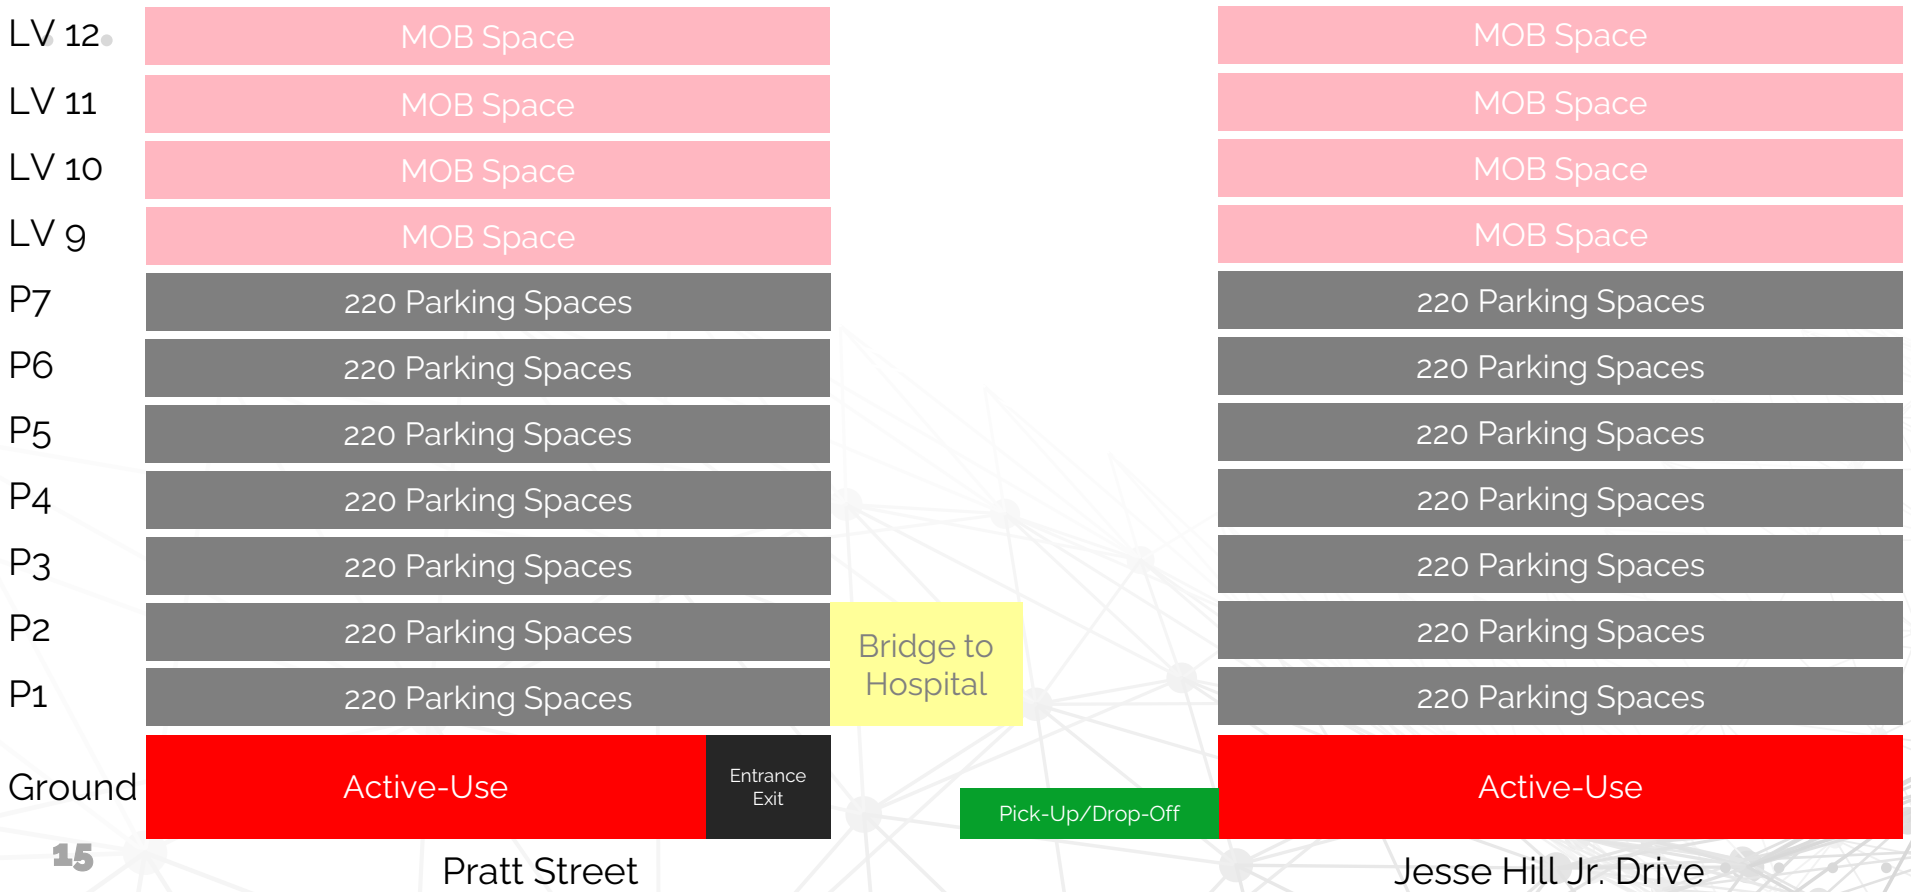 LV 12 MOB Space MOB Space
LV 11 MOB Space MOB Space
LV 10 MOB Space MOB Space
LV 9 MOB Space MOB Space
P7 220 Parking Spaces 220 Parking Spaces
P6 220 Parking Spaces 220 Parking Spaces
P5 220 Parking Spaces 220 Parking Spaces
P4 220 Parking Spaces 220 Parking Spaces
P3 220 Parking Spaces 220 Parking Spaces
P2 220 Parking Spaces 220 Parking Spaces
Bridge to
Hospital
P1 220 Parking Spaces 220 Parking Spaces
Ground Active-Use
Entrance
Exit
Pick-Up/Drop-Off
Active-Use
15
Pratt Street
Jesse Hill Jr. Drive